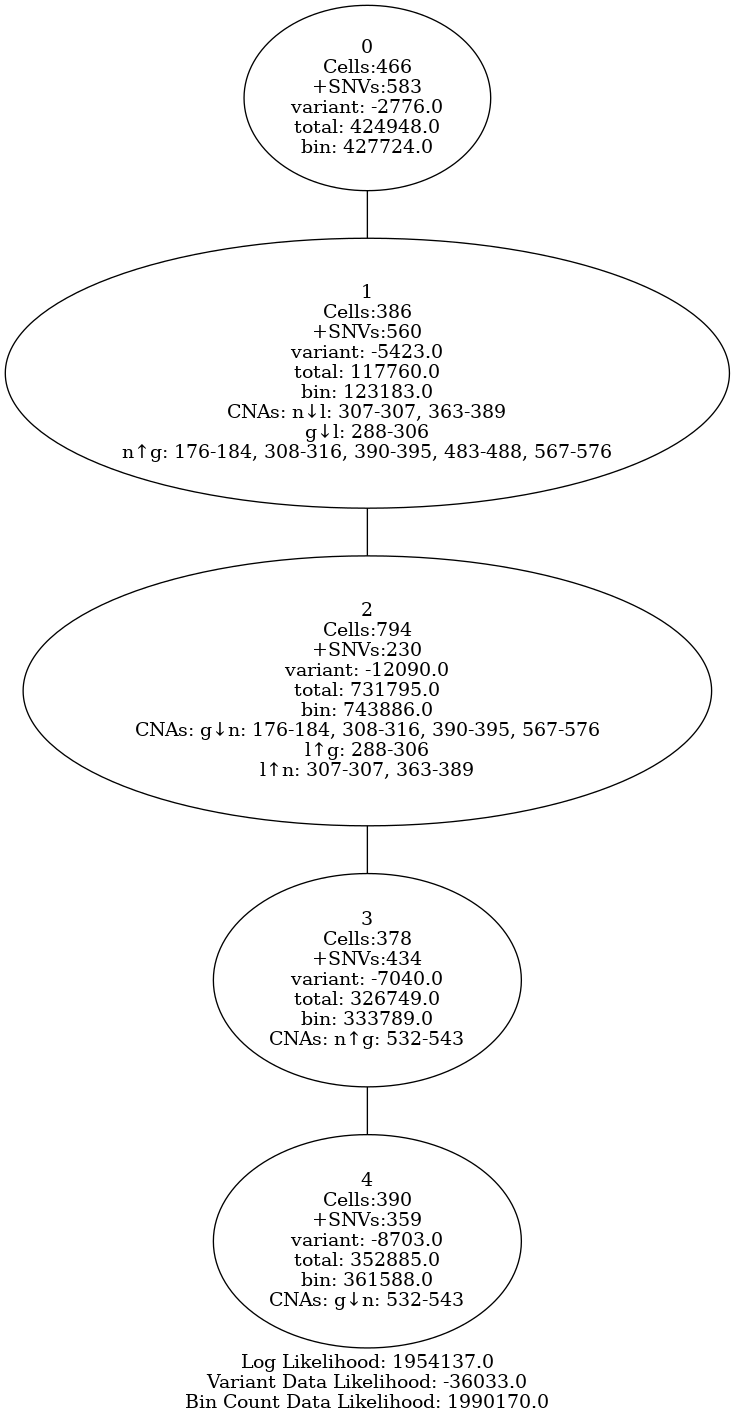 0
Cells:466
+SNVs:583
variant: -2776.0
total: 424948.0
bin: 427724.0
1
Cells:386
+SNVs:560
variant: -5423.0
total: 117760.0
bin: 123183.0
CNAs: n↓l: 307-307, 363-389
g↓l: 288-306
n↑g: 176-184, 308-316, 390-395, 483-488, 567-576
2
Cells:794
+SNVs:230
variant: -12090.0
total: 731795.0
bin: 743886.0
CNAs: g↓n: 176-184, 308-316, 390-395, 567-576
l↑g: 288-306
l↑n: 307-307, 363-389
3
Cells:378
+SNVs:434
variant: -7040.0
total: 326749.0
bin: 333789.0
CNAs: n↑g: 532-543
4
Cells:390
+SNVs:359
variant: -8703.0
total: 352885.0
bin: 361588.0
CNAs: g↓n: 532-543
Log Likelihood: 1954137.0
Variant Data Likelihood: -36033.0
Bin Count Data Likelihood: 1990170.0